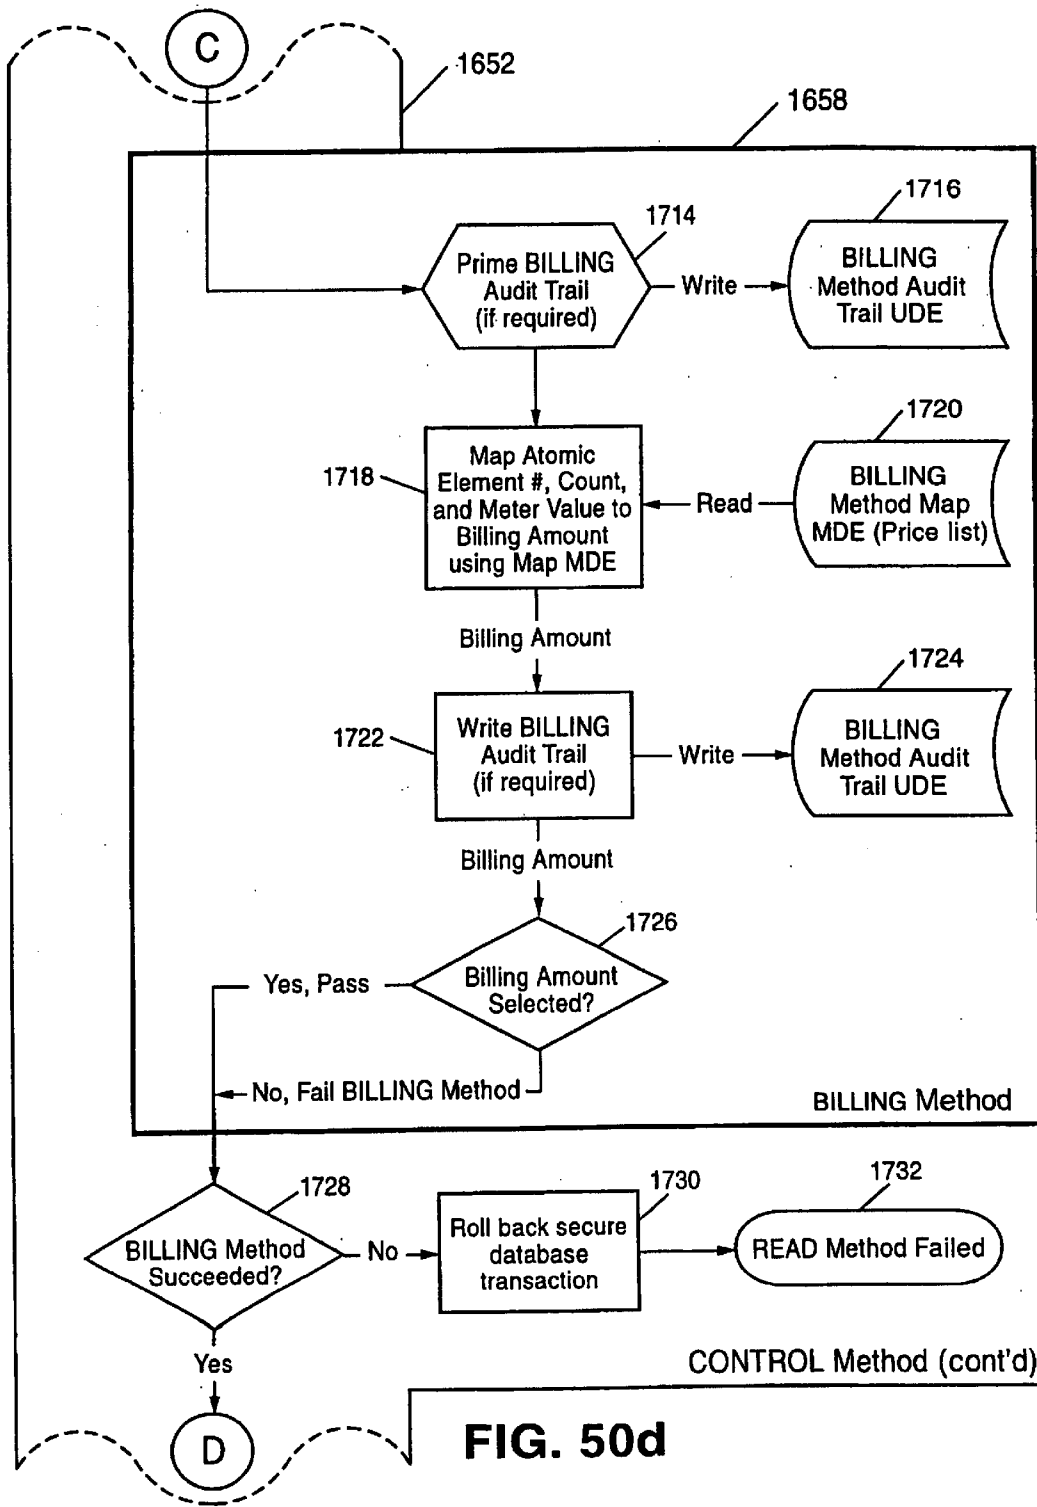 C
1652
1658
1714
1716
Prime BILLING
Audit Trail
(if required)
Write
BILLING
Method Audit
Trail UDE
1718
Map Atomic
Element #, Count,
and Meter Value to
Billing Amount
using Map MDE
Read
1720
BILLING
Method Map
MDE (Price list)
Billing Amount
1722
Write BILLING
Audit Trail
(if required)
Write
1724
BILLING
Method Audit
Trail UDE
Billing Amount
1726
Billing Amount
Selected?
Yes, Pass
No, Fail BILLING Method
BILLING Method
1728
BILLING Method
Succeeded?
No
1730
Roll back secure
database
transaction
1732
READ Method Failed
Yes
CONTROL Method (cont'd)
D
FIG. 50d